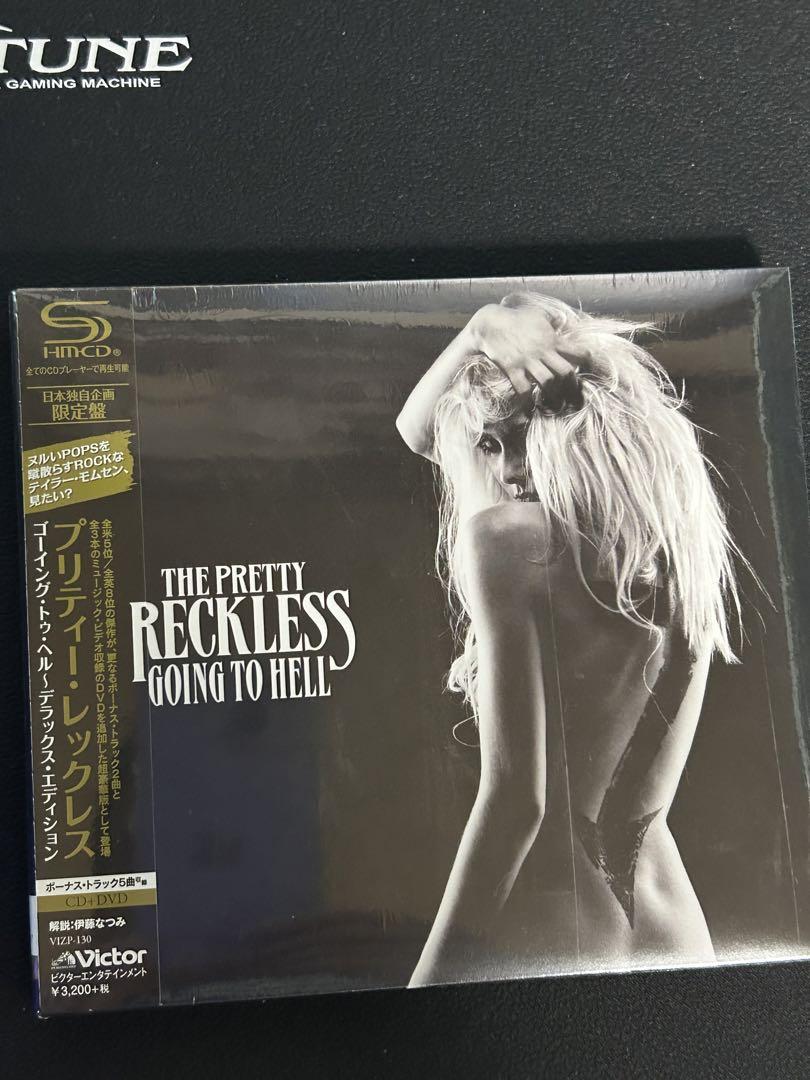 TUNE
GAMING MACHINE
HM-CD®
全てのCDプレーヤーで再生可能
日本独自企画
限定盤
ヌルいPOPSを
蹴散らすROCKな
テイラー・モムセン、
見たい?
全米5位/全英8位の傑作が、更なるボーナス・トラック2曲と
全3本のミュージック・ビデオ収録のDVDを追加した超豪華版として登場
プリティー・レックレス
ゴーイング・トゥ・ヘル~デラックス・エディション
THE PRETTY
RECKLESS
GOING TO HELL
ボーナス・トラック5曲収録
CD+DVD
解説:伊藤なつみ
VIZP-130
Victor
ビクターエンタテインメント
¥3,200+税